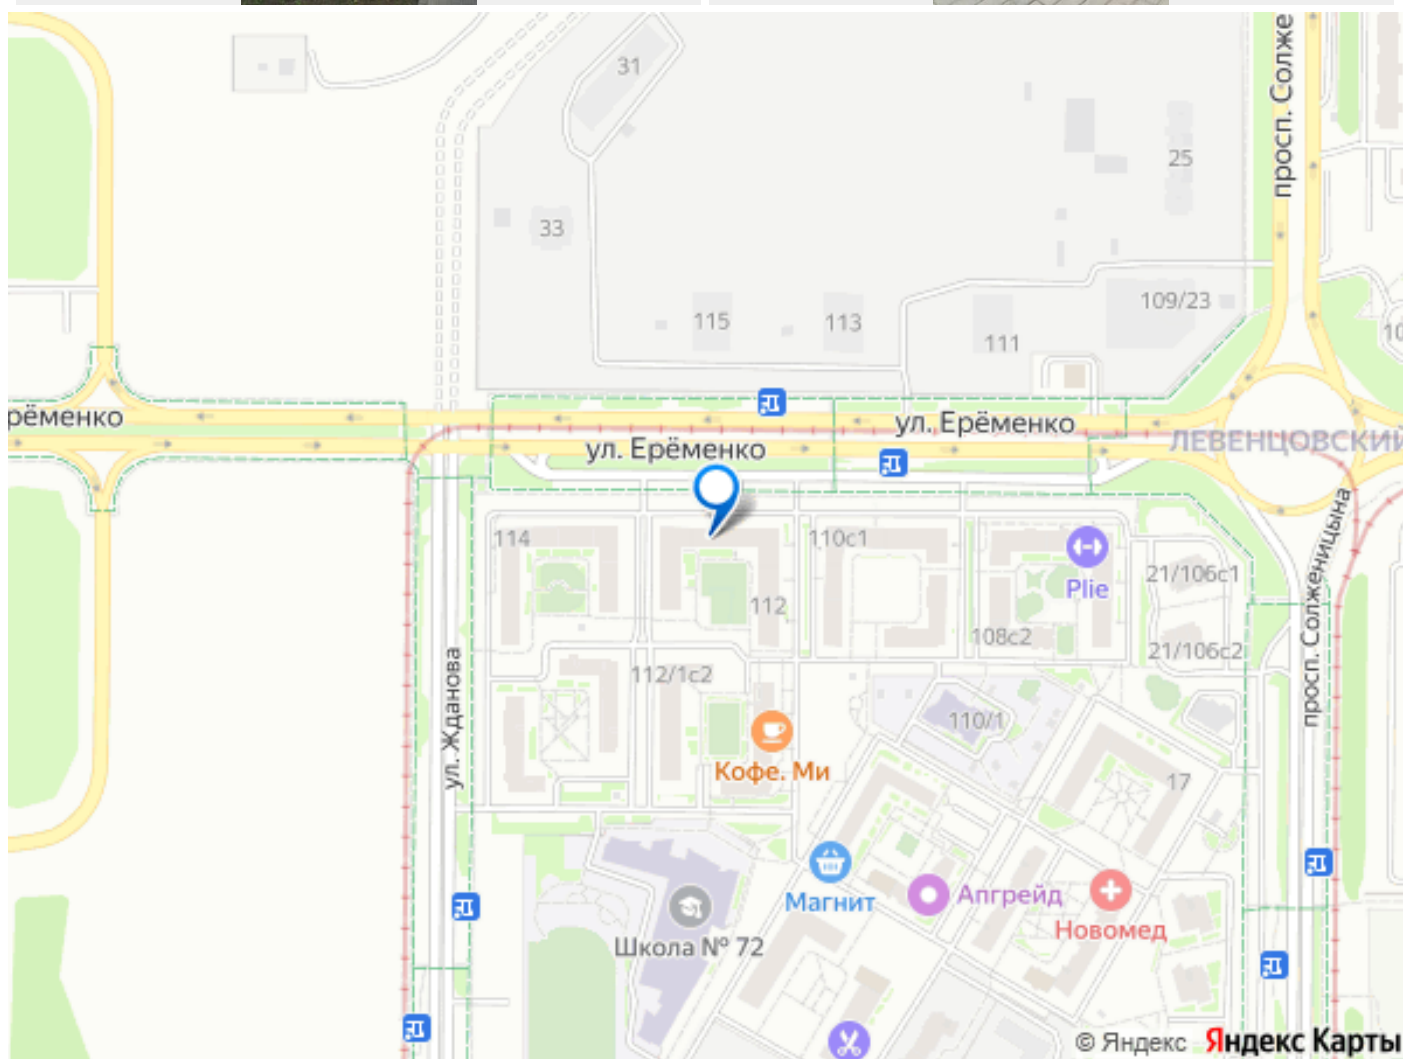 просп. Солже
31
25
33
109/23
115
113
111
10
рёменко
ул. Ерёменко
ул. Ерёменко
ЛЕВЕНЦОВСКИЙ
просп. Солженицына
114
110с1
Plie
21/106с1
112
108с2
21/106с2
ул. Жданова
112/1с2
110/1
Кофе. Ми
17
Магнит
Апгрейд
Новомед
Школа № 72
© Яндекс Яндекс Карты